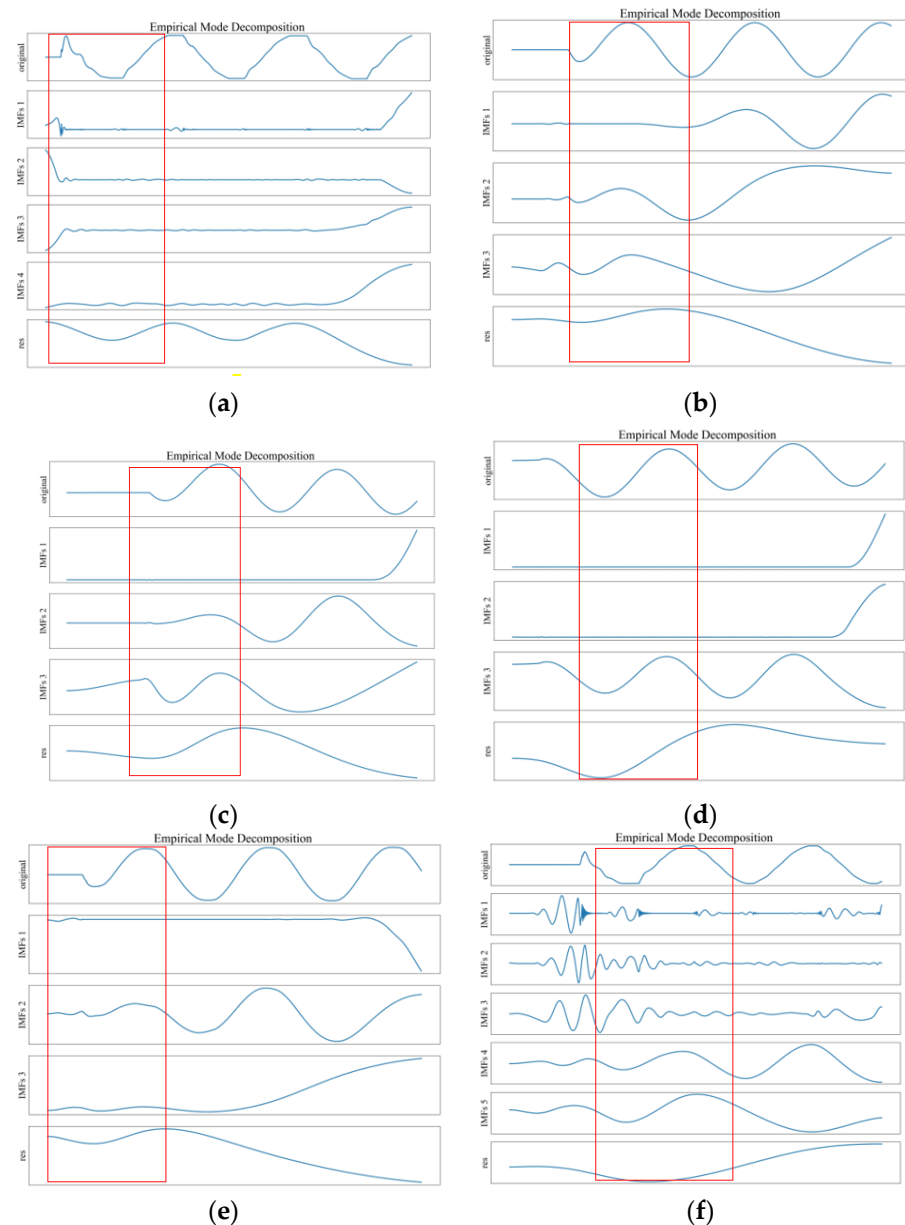 Empirical Mode Decomposition
original
IMFs 1
IMFs 2
IMFs 3
IMFs 4
res
(a)
Empirical Mode Decomposition
original
IMFs 1
IMFs 2
IMFs 3
res
(b)
Empirical Mode Decomposition
original
IMFs 1
IMFs 2
IMFs 3
res
(c)
Empirical Mode Decomposition
original
IMFs 1
IMFs 2
IMFs 3
res
(d)
Empirical Mode Decomposition
original
IMFs 1
IMFs 2
IMFs 3
res
(e)
Empirical Mode Decomposition
original
IMFs 1
IMFs 2
IMFs 3
IMFs 4
IMFs 5
res
(f)